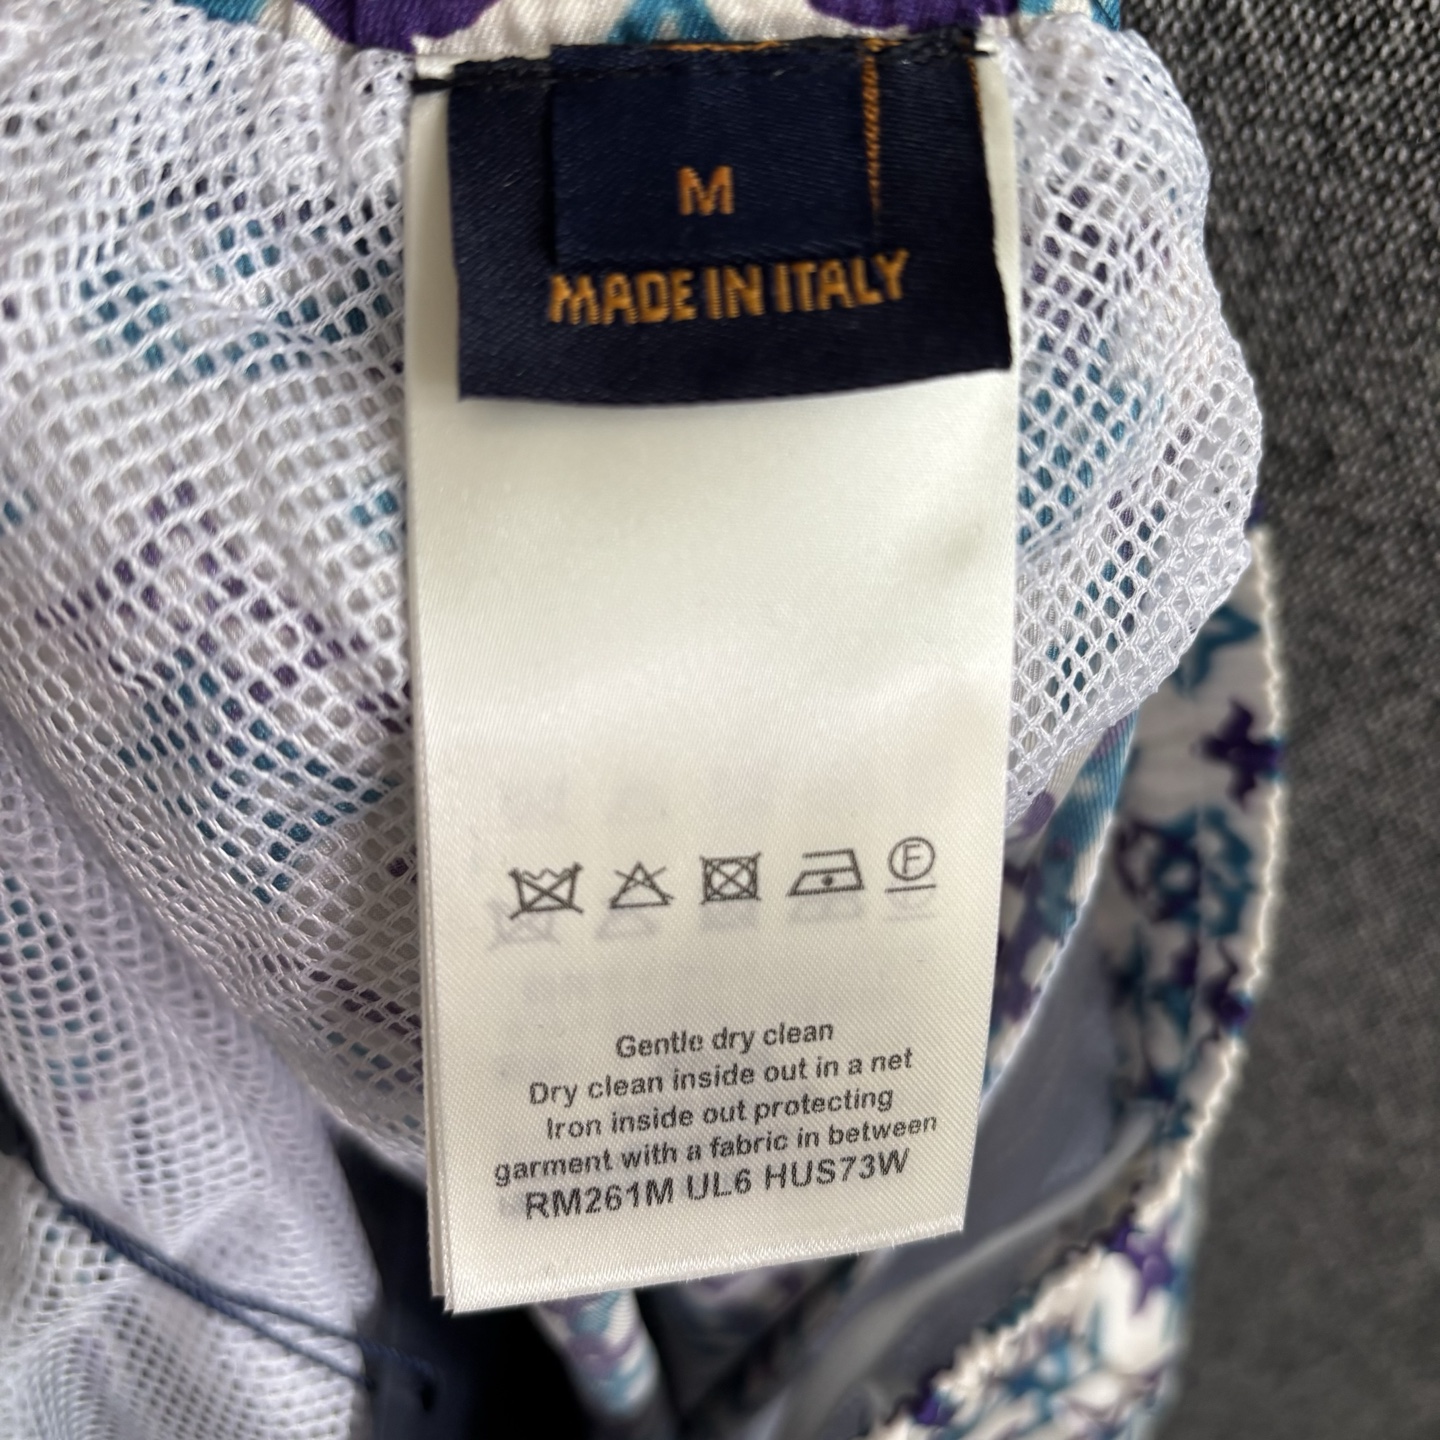 M
MADE IN ITALY
F
Gentle dry clean
Dry clean inside out in a net
Iron inside out protecting
garment with a fabric in between
RM261M UL6 HUS73W